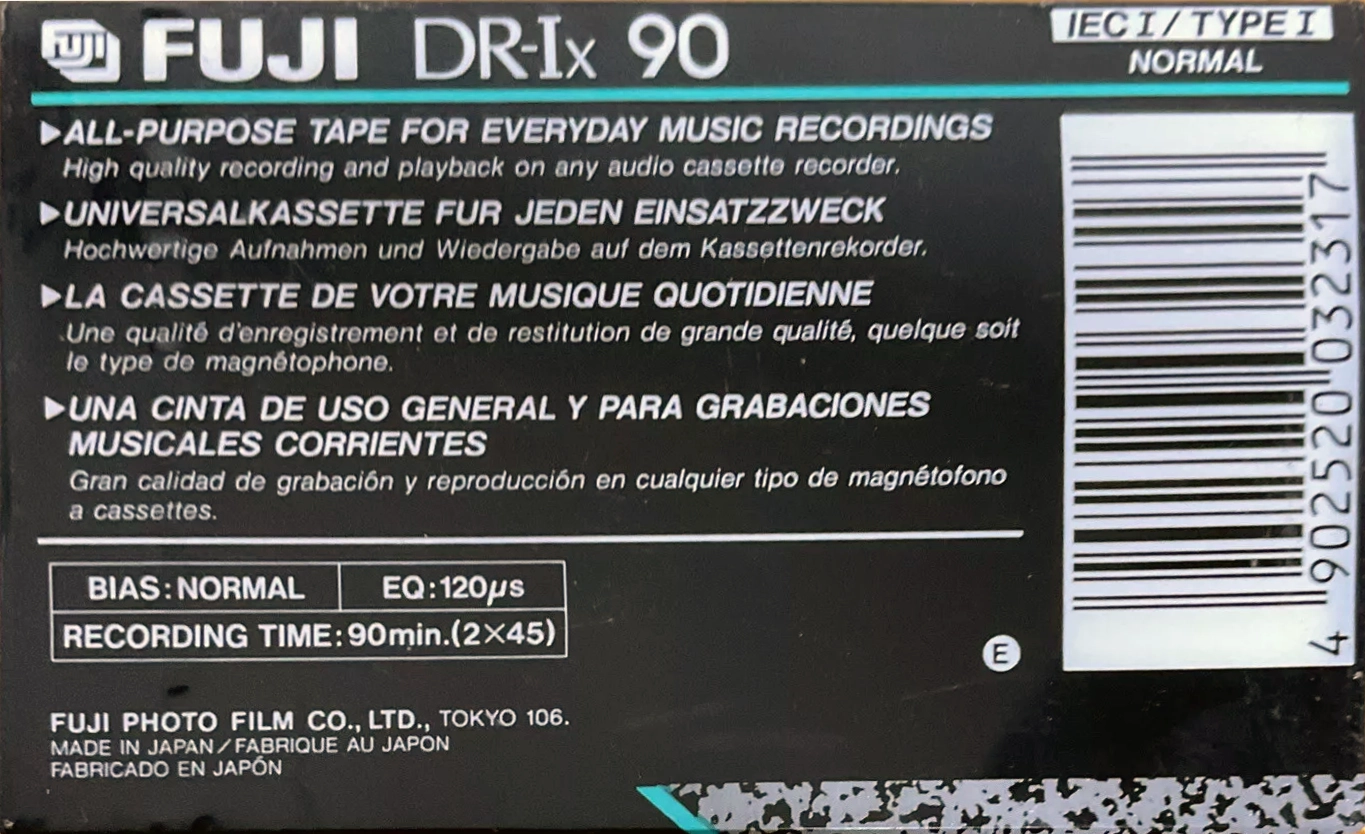 FUJI FUJI DR-Ix 90
IEC I / TYPE I
NORMAL
▶ALL-PURPOSE TAPE FOR EVERYDAY MUSIC RECORDINGS
High quality recording and playback on any audio cassette recorder.
▶UNIVERSALKASSETTE FUR JEDEN EINSATZZWECK
Hochwertige Aufnahmen und Wiedergabe auf dem Kassettenrekorder.
▶LA CASSETTE DE VOTRE MUSIQUE QUOTIDIENNE
Une qualité d'enregistrement et de restitution de grande qualité, quelque soit
le type de magnétophone.
▶UNA CINTA DE USO GENERAL Y PARA GRABACIONES
MUSICALES CORRIENTES
Gran calidad de grabación y reproducción en cualquier tipo de magnétofono
a cassettes.
BIAS:NORMAL EQ:120μs
RECORDING TIME:90min.(2×45)
E
FUJI PHOTO FILM CO., LTD., TOKYO 106.
MADE IN JAPAN/FABRIQUE AU JAPON
FABRICADO EN JAPÓN
4 902520 032317